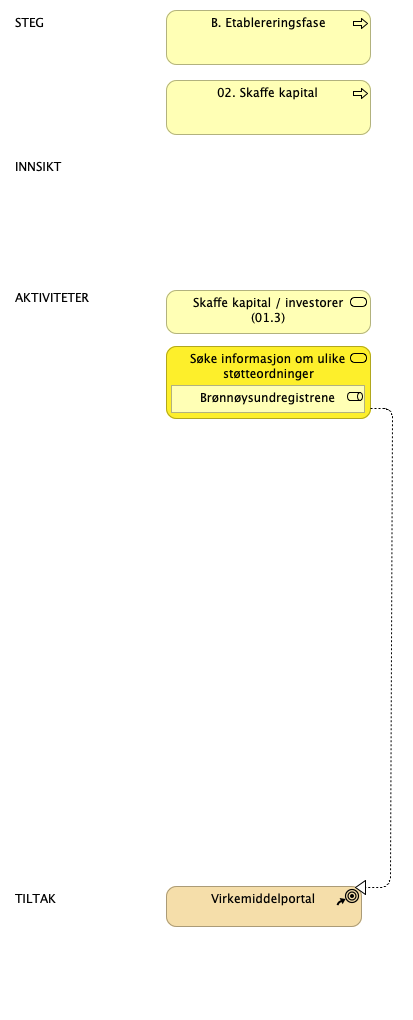 STEG
B. Etablereringsfase
02. Skaffe kapital
INNSIKT
AKTIVITETER
Skaffe kapital / investorer
(01.3)
Søke informasjon om ulike
støtteordninger
Brønnøysundregistrene
TILTAK
Virkemiddelportal